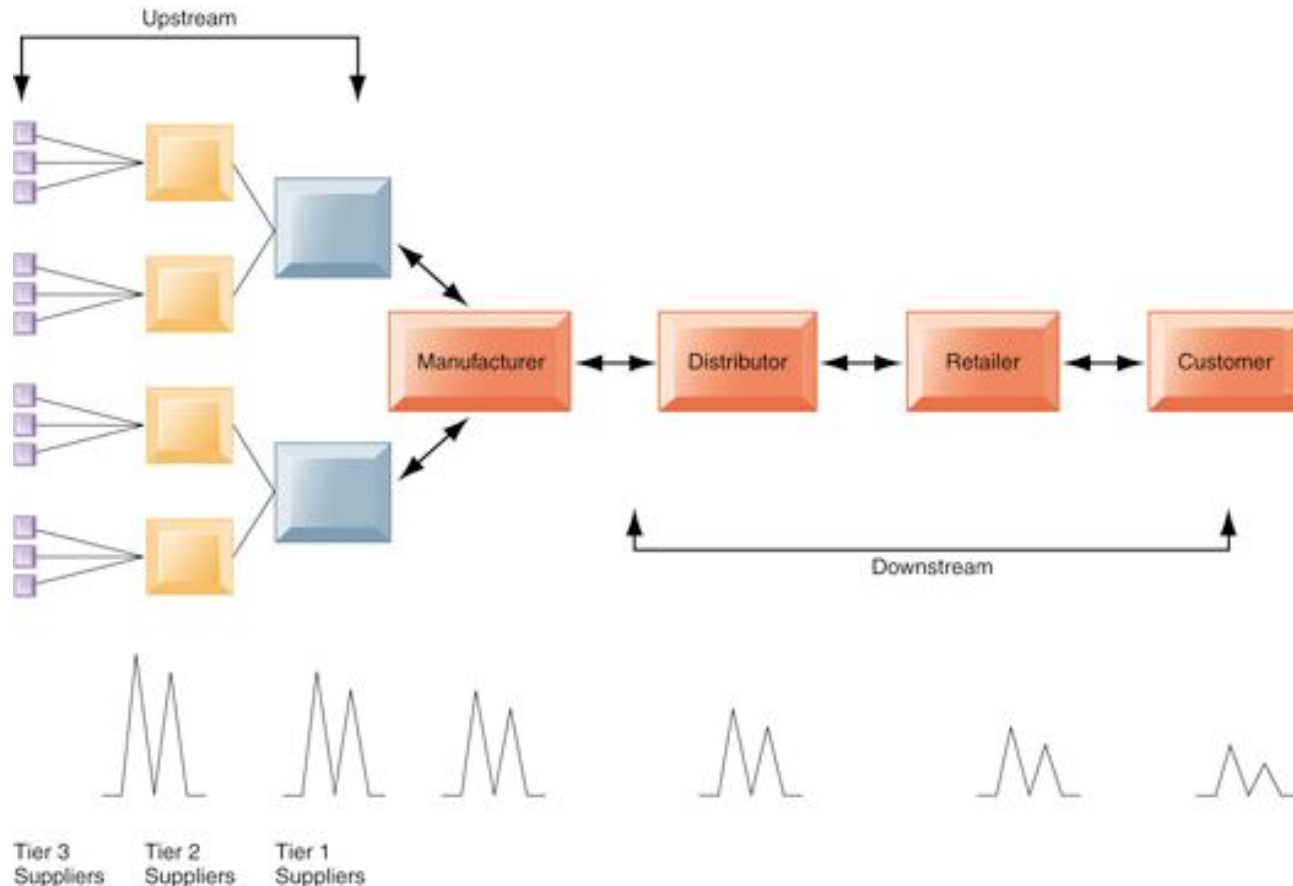 Upstream
Manufacturer
Distributor
Retailer
Customer
Downstream
Tier 3
Suppliers
Tier 2
Suppliers
Tier 1
Suppliers